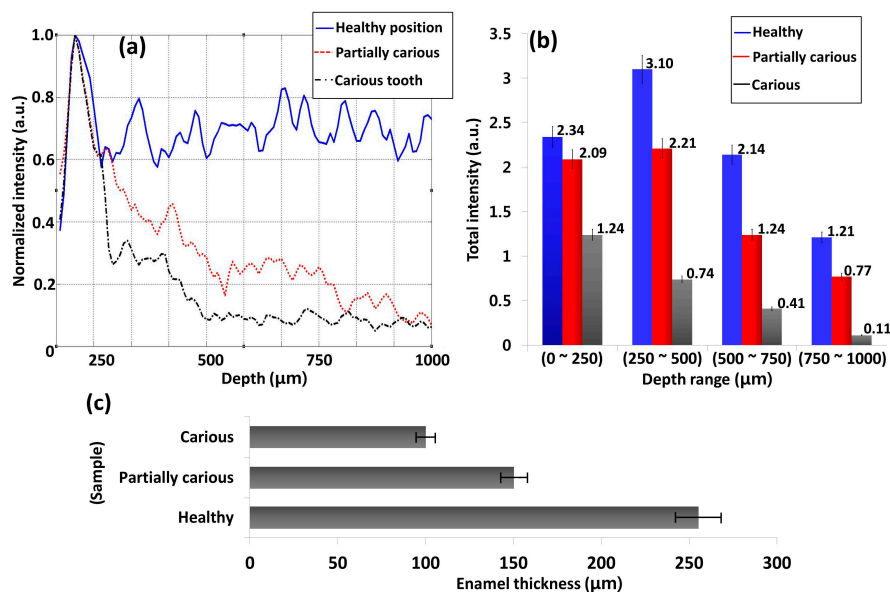 (a)
Healthy position
Partially carious
Carious tooth
Normalized intensity (a.u.)
1.0
0.8
0.6
0.4
0.2
0
250
500
750
1000
Depth (µm)
(b)
Healthy
Partially carious
Carious
Total intensity (a.u.)
3.5
3
2.5
2
1.5
1
0.5
0
2.34
2.09
1.24
3.10
2.21
0.74
2.14
1.24
0.41
1.21
0.77
0.11
(0 ~ 250)
(250 ~ 500)
(500 ~ 750)
(750 ~ 1000)
Depth range (µm)
(c)
(Sample)
Carious
Partially carious
Healthy
0
50
100
150
200
250
300
Enamel thickness (µm)